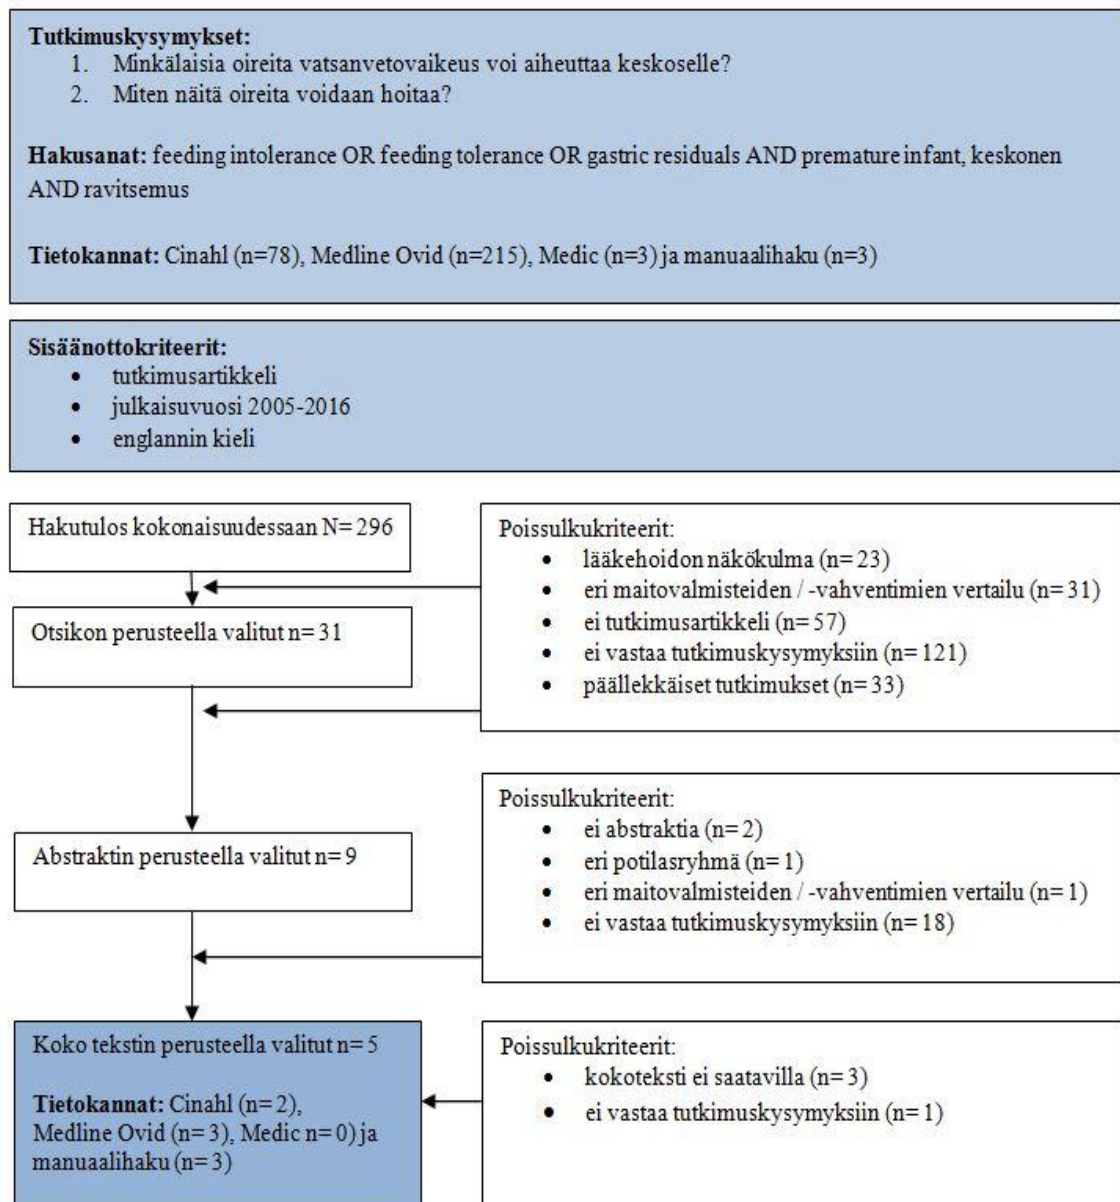 Tutkimuskysymykset:
1. Minkälaisia oireita vatsanvetovaikeus voi aiheuttaa keskoselle?
2. Miten näitä oireita voidaan hoitaa?
Hakusanat: feeding intolerance OR feeding tolerance OR gastric residuals AND premature infant, keskonen
AND ravitsemus
Tietokannat: Cinahl (n=78), Medline Ovid (n=215), Medic (n=3) ja manuaalihaku (n=3)
Sisäänottokriteerit:
• tutkimusartikkeli
• julkaisuvuosi 2005-2016
• englannin kieli
Hakutulos kokonaisuudessaan N= 296
Poissulkukriteerit:
• lääkehoidon näkökulma (n= 23)
• eri maitovalmisteiden / -vahventimien vertailu (n= 31)
• ei tutkimusartikkeli (n= 57)
• ei vastaa tutkimuskysymyksiin (n= 121)
• päällekkäiset tutkimukset (n= 33)
Otsikon perusteella valitut n= 31
Poissulkukriteerit:
• ei abstraktia (n= 2)
• eri potilasryhmä (n= 1)
• eri maitovalmisteiden / -vahventimien vertailu (n= 1)
• ei vastaa tutkimuskysymyksiin (n= 18)
Abstraktin perusteella valitut n= 9
Koko tekstin perusteella valitut n= 5
Tietokannat: Cinahl (n= 2),
Medline Ovid (n= 3), Medic n= 0) ja
manuaalihaku (n= 3)
Poissulkukriteerit:
• kokoteksti ei saatavilla (n= 3)
• ei vastaa tutkimuskysymyksiin (n= 1)